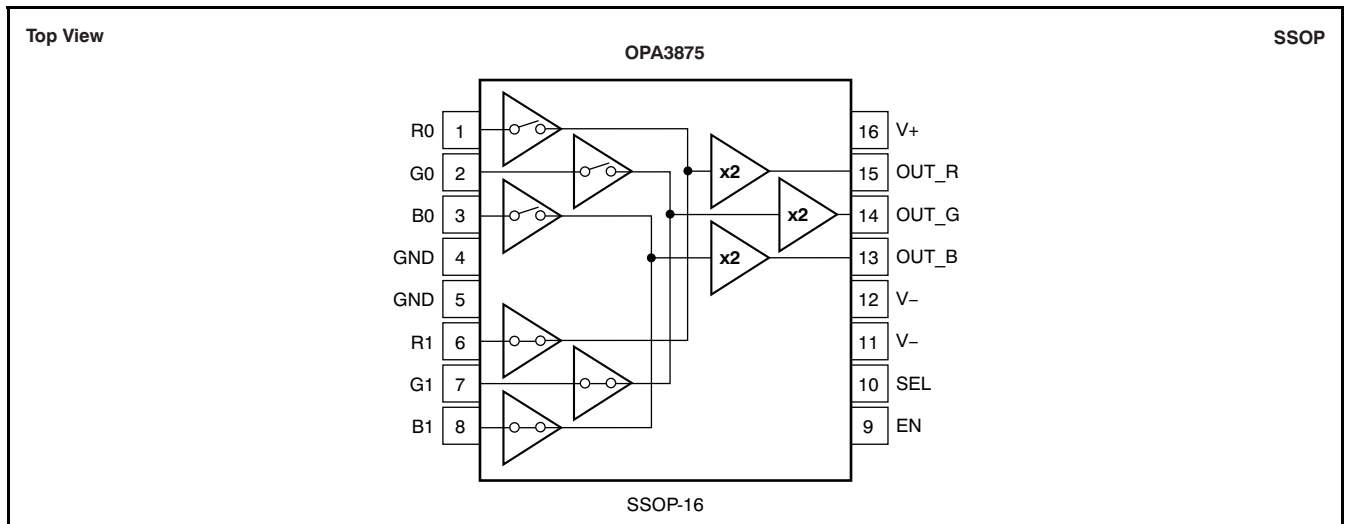 Top View
SSOP
OPA3875
R0 1
G0 2
B0 3
GND 4
GND 5
R1 6
G1 7
B1 8
x2
x2
x2
16 V+
15 OUT_R
14 OUT_G
13 OUT_B
12 V−
11 V−
10 SEL
9 EN
SSOP-16